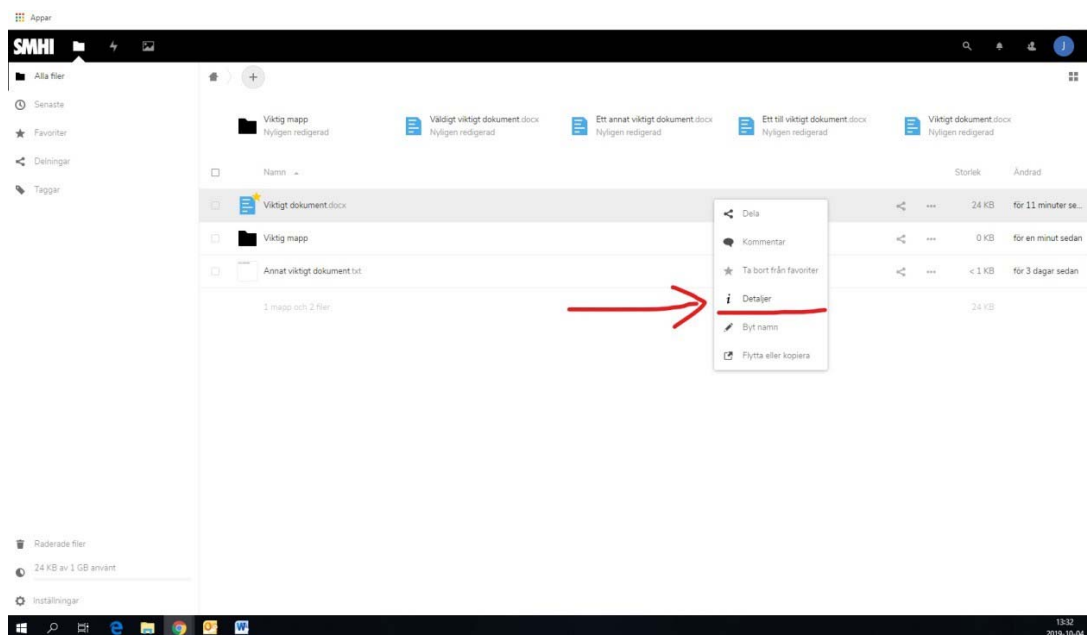 Appar
SMHI
J
Alla filer
Senaste
Favoriter
Delningar
Taggar
Viktig mapp
Nyligen redigerad
Väldigt viktigt dokument.docx
Nyligen redigerad
Ett annat viktigt dokument.docx
Nyligen redigerad
Ett till viktigt dokument.docx
Nyligen redigerad
Viktigt dokument.docx
Nyligen redigerad
Namn Storlek Ändrad
Viktigt dokument.docx 24 KB för 11 minuter se...
Viktig mapp 0 KB för en minut sedan
Annat viktigt dokument.txt < 1 KB för 3 dagar sedan
1 mapp och 2 filer 24 KB
Dela
Kommentar
Ta bort från favoriter
Detaljer
Byt namn
Flytta eller kopiera
Raderade filer
24 KB av 1 GB använt
Inställningar
13:32
2019-10-04